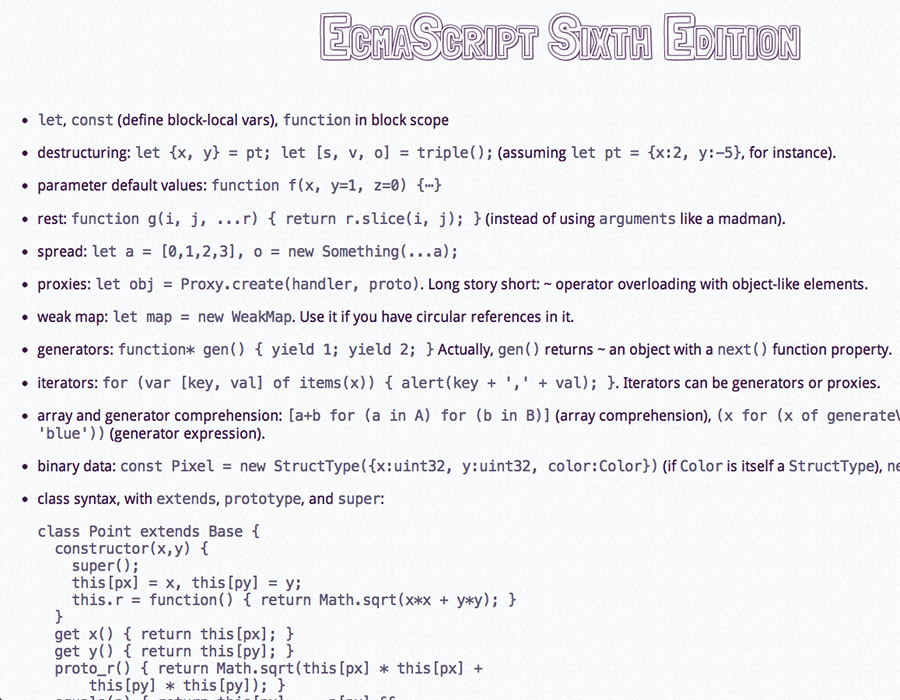 EcmaScript Sixth Edition
• let, const (define block-local vars), function in block scope
• destructuring: let {x, y} = pt; let [s, v, o] = triple(); (assuming let pt = {x:2, y:-5}, for instance).
• parameter default values: function f(x, y=1, z=0) {⋯}
• rest: function g(i, j, ...r) { return r.slice(i, j); } (instead of using arguments like a madman).
• spread: let a = [0,1,2,3], o = new Something(...a);
• proxies: let obj = Proxy.create(handler, proto). Long story short: ~ operator overloading with object-like elements.
• weak map: let map = new WeakMap. Use it if you have circular references in it.
• generators: function* gen() { yield 1; yield 2; } Actually, gen() returns ~ an object with a next() function property.
• iterators: for (var [key, val] of items(x)) { alert(key + ',' + val); }. Iterators can be generators or proxies.
• array and generator comprehension: [a+b for (a in A) for (b in B)] (array comprehension), (x for (x of generateV
'blue')) (generator expression).
• binary data: const Pixel = new StructType({x:uint32, y:uint32, color:Color}) (if Color is itself a StructType), ne
• class syntax, with extends, prototype, and super:
class Point extends Base {
  constructor(x,y) {
    super();
    this[px] = x, this[py] = y;
    this.r = function() { return Math.sqrt(x*x + y*y); }
  }
  get x() { return this[px]; }
  get y() { return this[py]; }
  proto_r() { return Math.sqrt(this[px] * this[px] +
      this[py] * this[py]); }